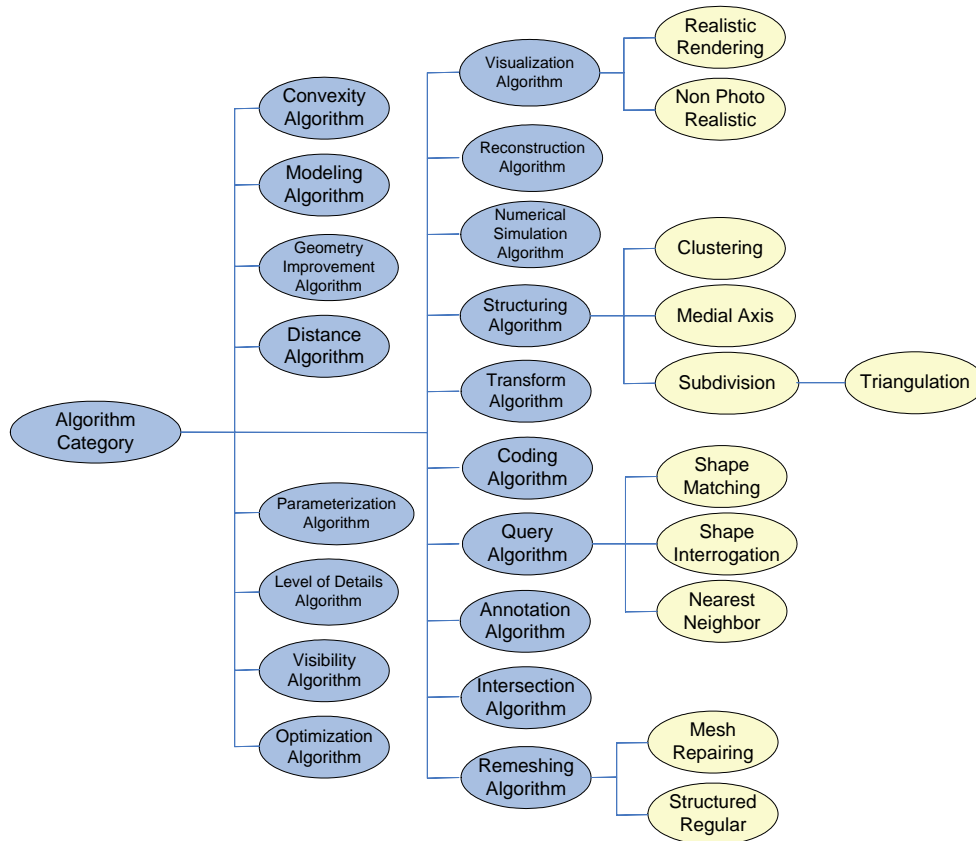 Algorithm
Category
Convexity
Algorithm
Modeling
Algorithm
Geometry
Improvement
Algorithm
Distance
Algorithm
Parameterization
Algorithm
Level of Details
Algorithm
Visibility
Algorithm
Optimization
Algorithm
Visualization
Algorithm
Reconstruction
Algorithm
Numerical
Simulation
Algorithm
Structuring
Algorithm
Transform
Algorithm
Coding
Algorithm
Query
Algorithm
Annotation
Algorithm
Intersection
Algorithm
Remeshing
Algorithm
Realistic
Rendering
Non Photo
Realistic
Clustering
Medial Axis
Subdivision
Triangulation
Shape
Matching
Shape
Interrogation
Nearest
Neighbor
Mesh
Repairing
Structured
Regular